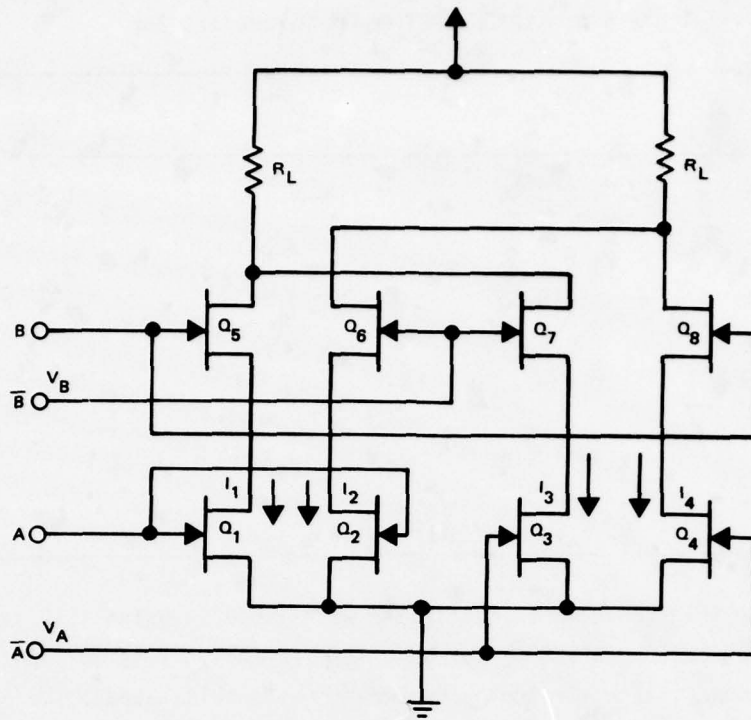 R_L
R_L
B
Q_5
Q_6
Q_7
Q_8
V_B
B̅
I_1
I_2
I_3
I_4
A
Q_1
Q_2
Q_3
Q_4
V_A
A̅